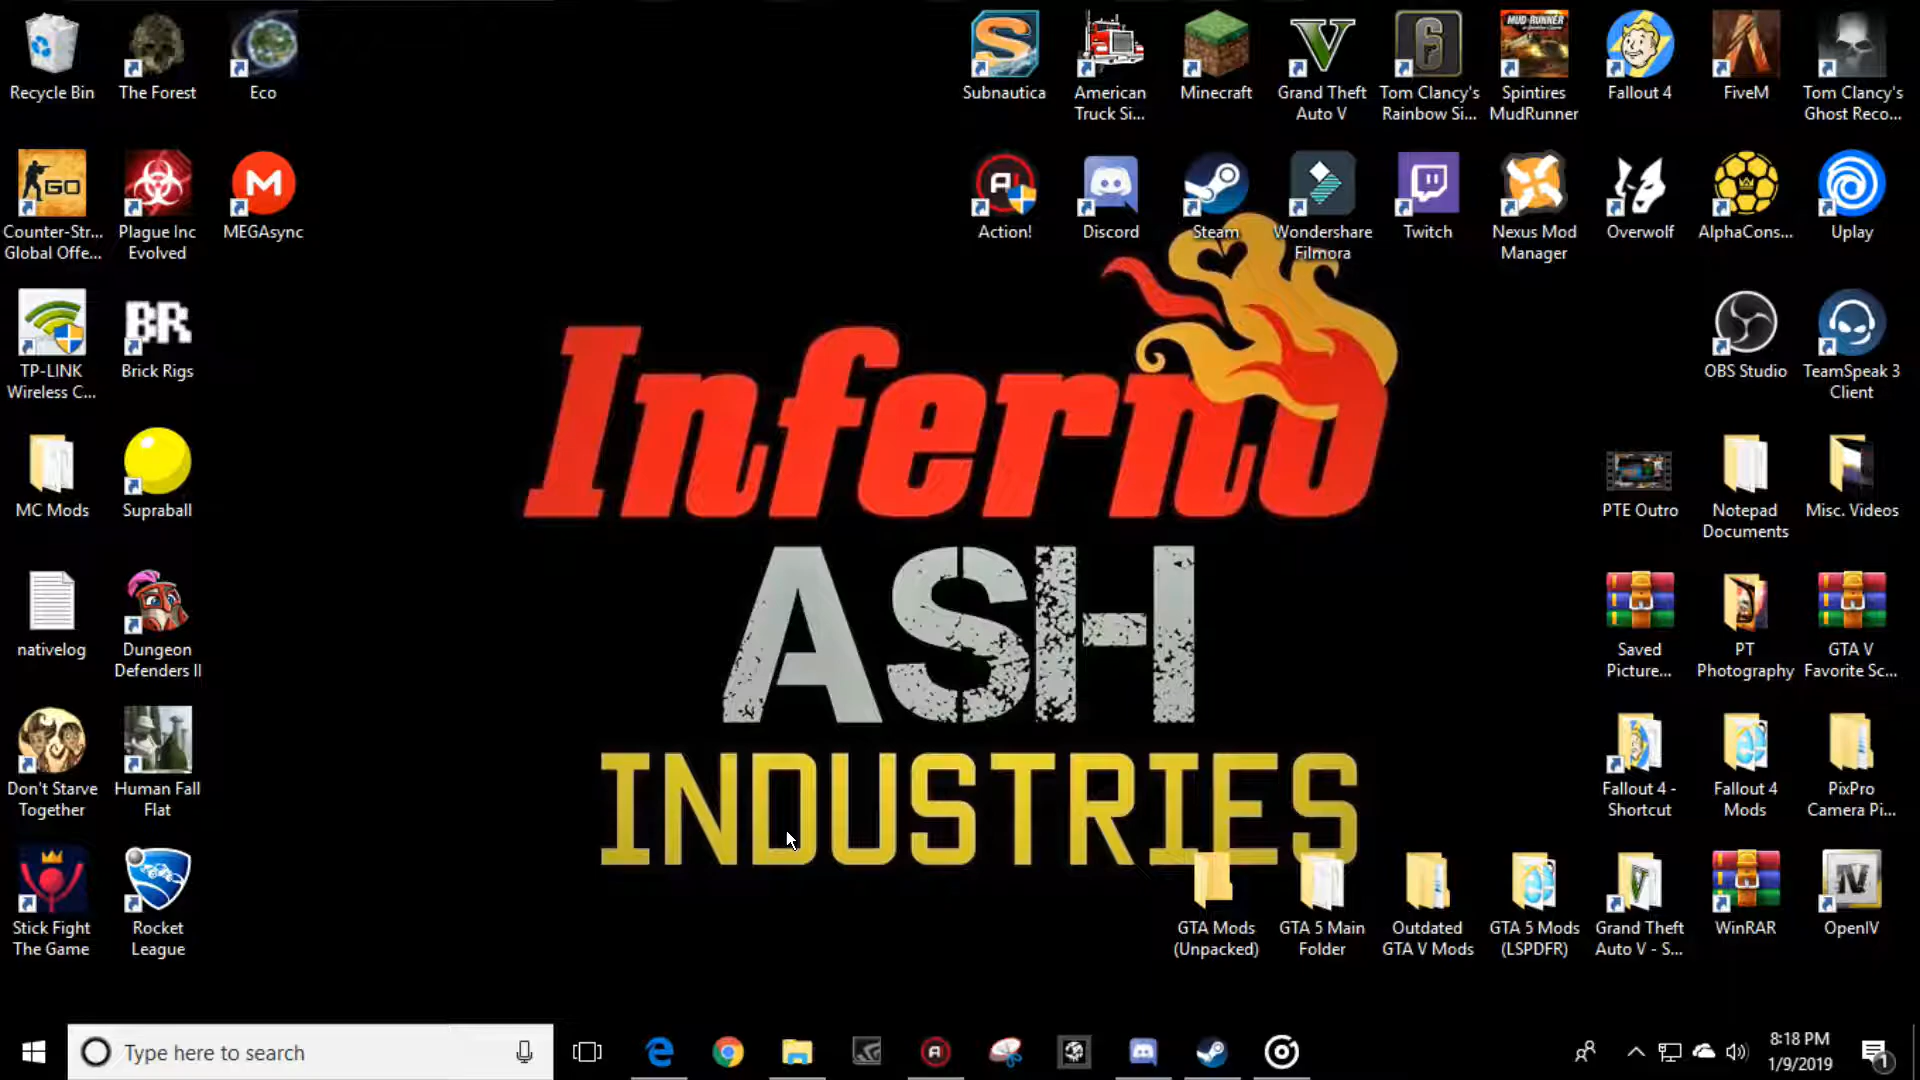 Recycle Bin
The Forest
Eco
Subnautica
American
Truck Si...
Minecraft
Grand Theft
Auto V
Tom Clancy's
Rainbow Si...
MUDRUNNER
Spintires
MudRunner
Fallout 4
FiveM
Tom Clancy's
Ghost Reco...
GO
Counter-Str...
Global Offe...
Plague Inc
Evolved
M
MEGAsync
Action!
Discord
Steam
Wondershare
Filmora
Twitch
Nexus Mod
Manager
Overwolf
AlphaCons...
Uplay
TP-LINK
Wireless C...
BR
Brick Rigs
OBS Studio
TeamSpeak 3
Client
Inferno
ASH
INDUSTRIES
MC Mods
Supraball
PTE Outro
Notepad
Documents
Misc. Videos
nativelog
Dungeon
Defenders II
Saved
Picture...
PT
Photography
GTA V
Favorite Sc...
Don't Starve
Together
Human Fall
Flat
Fallout 4 -
Shortcut
Fallout 4
Mods
PixPro
Camera Pi...
Stick Fight
The Game
Rocket
League
GTA Mods
(Unpacked)
GTA 5 Main
Folder
Outdated
GTA V Mods
GTA 5 Mods
(LSPDFR)
Grand Theft
Auto V - S...
WinRAR
IV
OpenIV
Type here to search
8:18 PM
1/9/2019
1